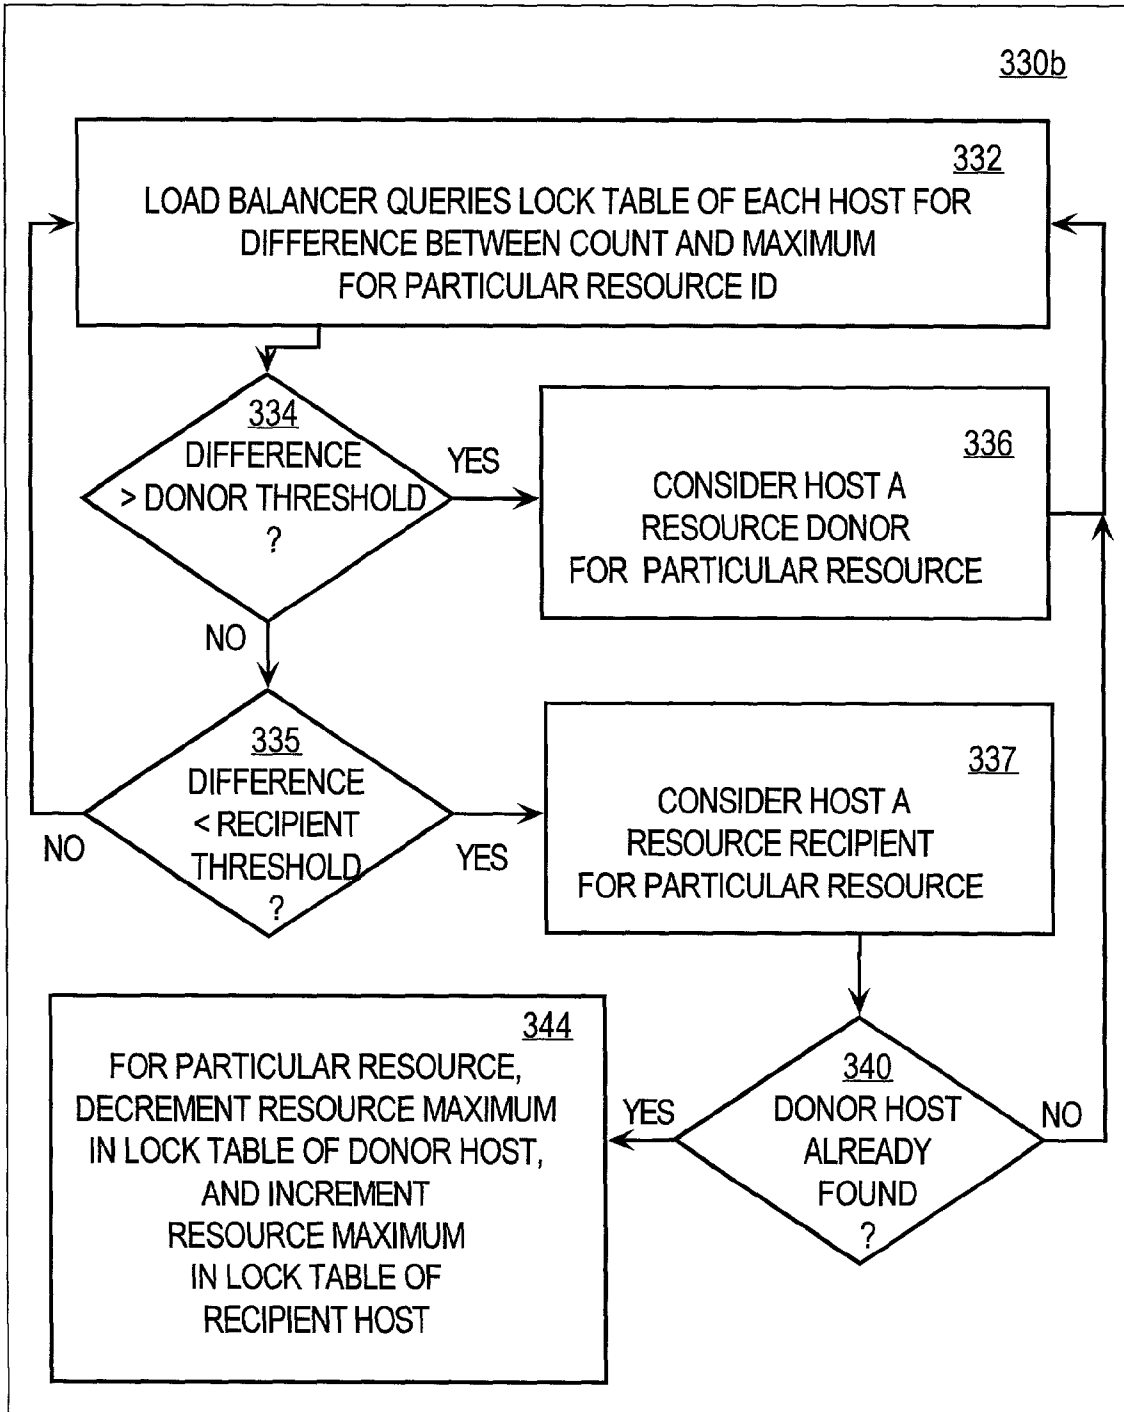 330b
332
LOAD BALANCER QUERIES LOCK TABLE OF EACH HOST FOR
DIFFERENCE BETWEEN COUNT AND MAXIMUM
FOR PARTICULAR RESOURCE ID
334
DIFFERENCE
> DONOR THRESHOLD
?
YES
NO
336
CONSIDER HOST A
RESOURCE DONOR
FOR PARTICULAR RESOURCE
335
DIFFERENCE
< RECIPIENT
THRESHOLD
?
NO
YES
337
CONSIDER HOST A
RESOURCE RECIPIENT
FOR PARTICULAR RESOURCE
340
DONOR HOST
ALREADY
FOUND
?
YES
NO
344
FOR PARTICULAR RESOURCE,
DECREMENT RESOURCE MAXIMUM
IN LOCK TABLE OF DONOR HOST,
AND INCREMENT
RESOURCE MAXIMUM
IN LOCK TABLE OF
RECIPIENT HOST